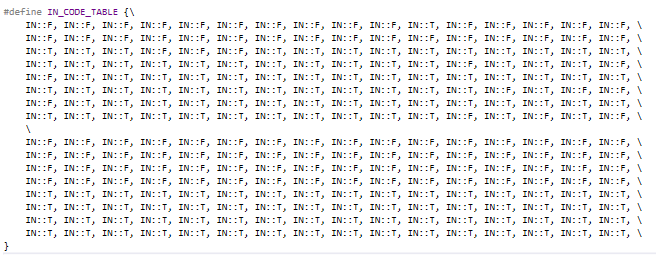 #define IN_CODE_TABLE {\
IN::F, IN::F, IN::F, IN::F, IN::F, IN::F, IN::F, IN::F, IN::F, IN::F, IN::T, IN::F, IN::F, IN::F, IN::F, IN::F, \
IN::F, IN::F, IN::F, IN::F, IN::F, IN::F, IN::F, IN::F, IN::F, IN::F, IN::F, IN::F, IN::F, IN::F, IN::F, IN::F, \
IN::T, IN::T, IN::F, IN::T, IN::T, IN::F, IN::F, IN::T, IN::T, IN::T, IN::T, IN::T, IN::T, IN::T, IN::F, IN::T, \
IN::T, IN::T, IN::T, IN::T, IN::T, IN::T, IN::T, IN::T, IN::T, IN::T, IN::T, IN::F, IN::T, IN::T, IN::T, IN::F, \
IN::F, IN::T, IN::T, IN::T, IN::T, IN::T, IN::T, IN::T, IN::T, IN::T, IN::T, IN::T, IN::T, IN::T, IN::T, IN::T, \
IN::T, IN::T, IN::T, IN::T, IN::T, IN::T, IN::T, IN::T, IN::T, IN::T, IN::T, IN::T, IN::F, IN::T, IN::F, IN::F, \
IN::F, IN::T, IN::T, IN::T, IN::T, IN::T, IN::T, IN::T, IN::T, IN::T, IN::T, IN::T, IN::T, IN::T, IN::T, IN::T, \
IN::T, IN::T, IN::T, IN::T, IN::T, IN::T, IN::T, IN::T, IN::T, IN::T, IN::T, IN::T, IN::F, IN::T, IN::T, IN::F, \
\
IN::F, IN::F, IN::F, IN::F, IN::F, IN::F, IN::F, IN::F, IN::F, IN::F, IN::F, IN::F, IN::F, IN::F, IN::F, IN::F, \
IN::F, IN::F, IN::F, IN::F, IN::F, IN::F, IN::F, IN::F, IN::F, IN::F, IN::F, IN::F, IN::F, IN::F, IN::F, IN::F, \
IN::F, IN::F, IN::F, IN::F, IN::F, IN::F, IN::F, IN::F, IN::F, IN::F, IN::F, IN::F, IN::F, IN::F, IN::F, IN::F, \
IN::F, IN::F, IN::F, IN::F, IN::F, IN::F, IN::F, IN::F, IN::F, IN::F, IN::F, IN::F, IN::F, IN::F, IN::F, IN::F, \
IN::T, IN::T, IN::T, IN::T, IN::T, IN::T, IN::T, IN::T, IN::T, IN::T, IN::T, IN::T, IN::T, IN::T, IN::T, IN::T, \
IN::T, IN::T, IN::T, IN::T, IN::T, IN::T, IN::T, IN::T, IN::T, IN::T, IN::T, IN::T, IN::T, IN::T, IN::T, IN::T, \
IN::T, IN::T, IN::T, IN::T, IN::T, IN::T, IN::T, IN::T, IN::T, IN::T, IN::T, IN::T, IN::T, IN::T, IN::T, IN::T, \
IN::T, IN::T, IN::T, IN::T, IN::T, IN::T, IN::T, IN::T, IN::T, IN::T, IN::T, IN::T, IN::T, IN::T, IN::T, IN::T, \
}